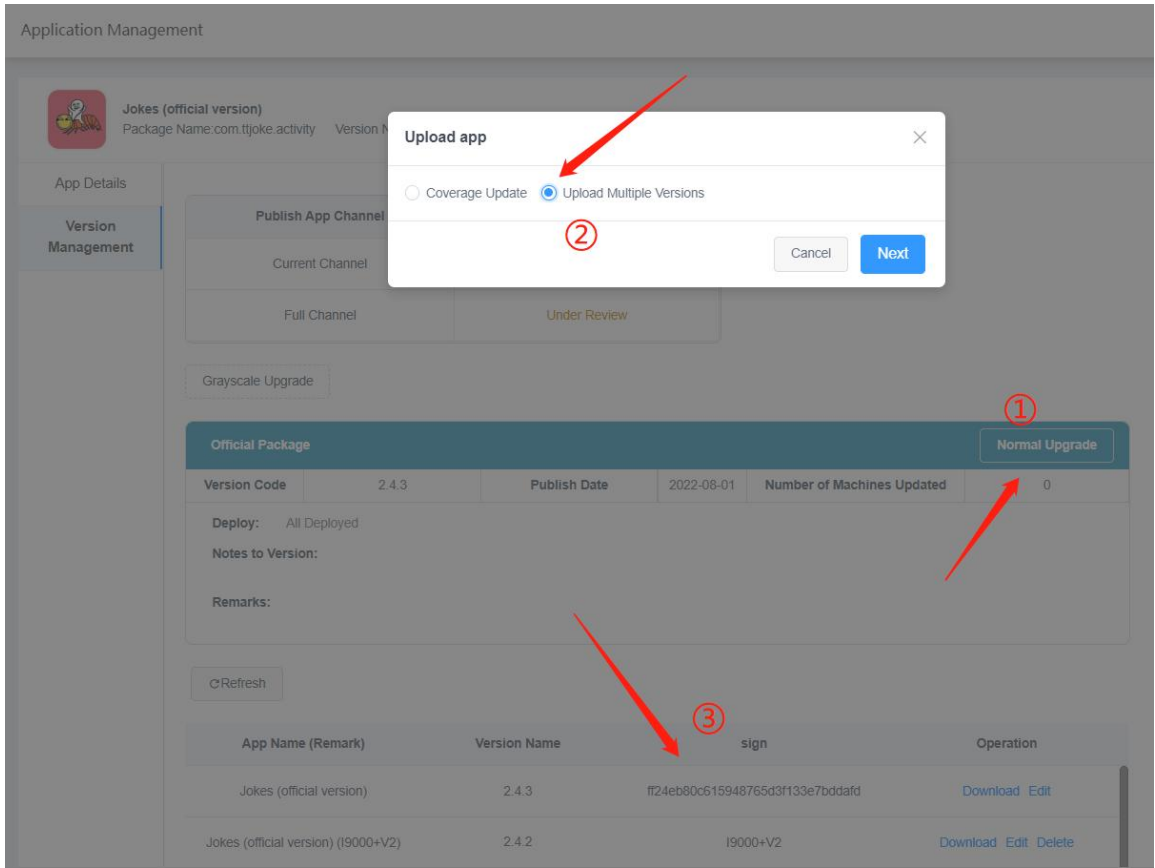 Application Management
Jokes (official version)
Package Name:com.ttjoke.activity Version N
Upload app
Coverage Update Upload Multiple Versions
②
Cancel Next
App Details
Version
Management
Publish App Channel
Current Channel
Full Channel Under Review
Grayscale Upgrade
①
Official Package Normal Upgrade
Version Code 2.4.3 Publish Date 2022-08-01 Number of Machines Updated 0
Deploy: All Deployed
Notes to Version:
Remarks:
Refresh
③
App Name (Remark) Version Name sign Operation
Jokes (official version) 2.4.3 ff24eb80c615948765d3f133e7bddafd Download Edit
Jokes (official version) (I9000+V2) 2.4.2 I9000+V2 Download Edit Delete